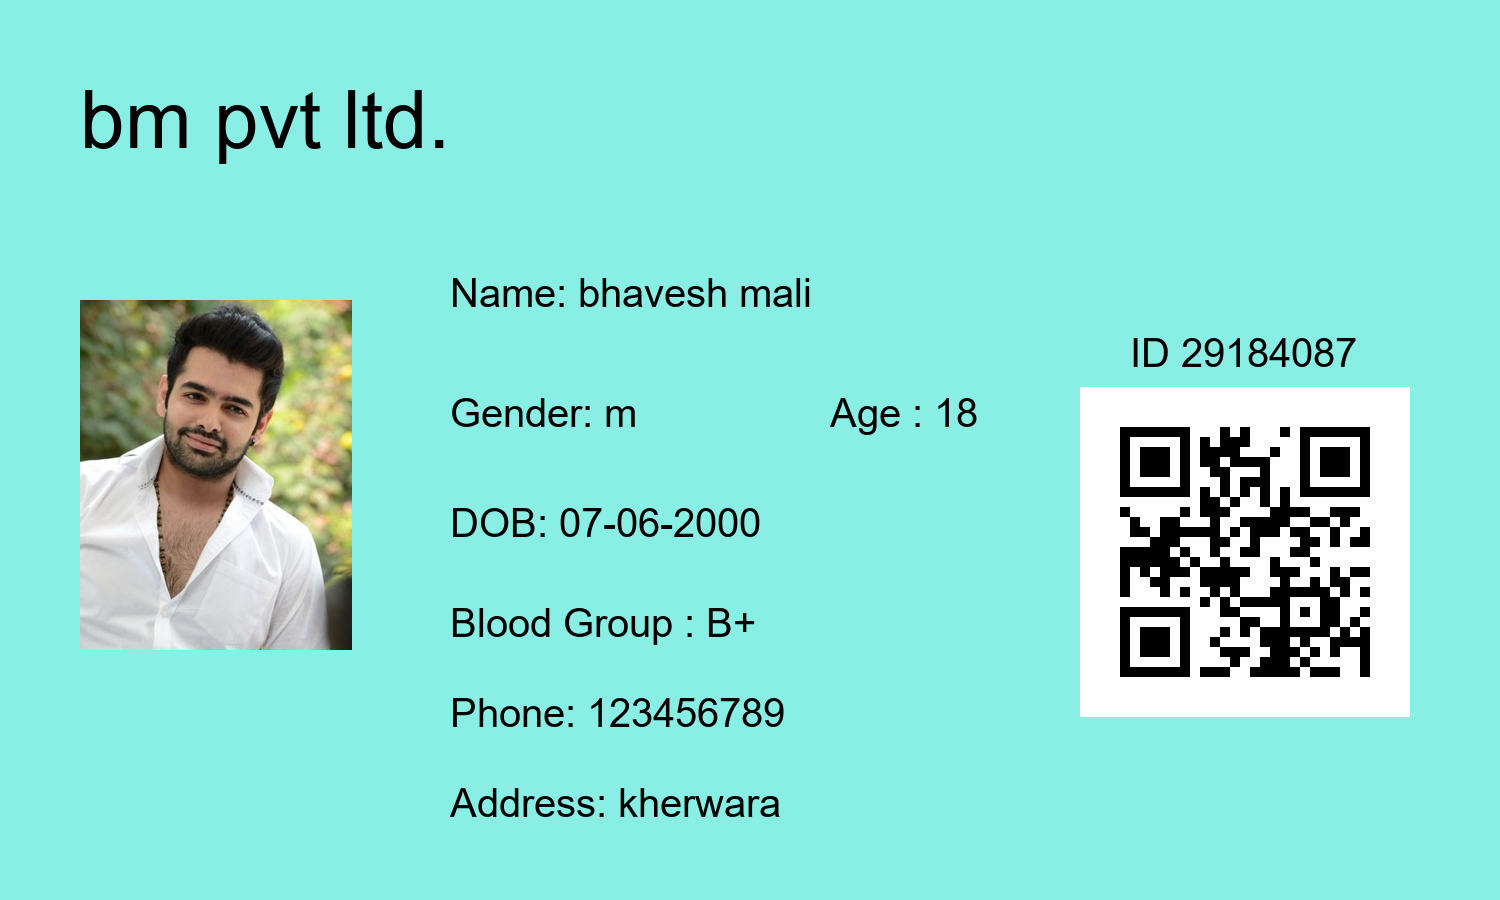 bm pvt ltd.
Name: bhavesh mali
ID 29184087
Gender: m Age : 18
DOB: 07-06-2000
Blood Group : B+
Phone: 123456789
Address: kherwara